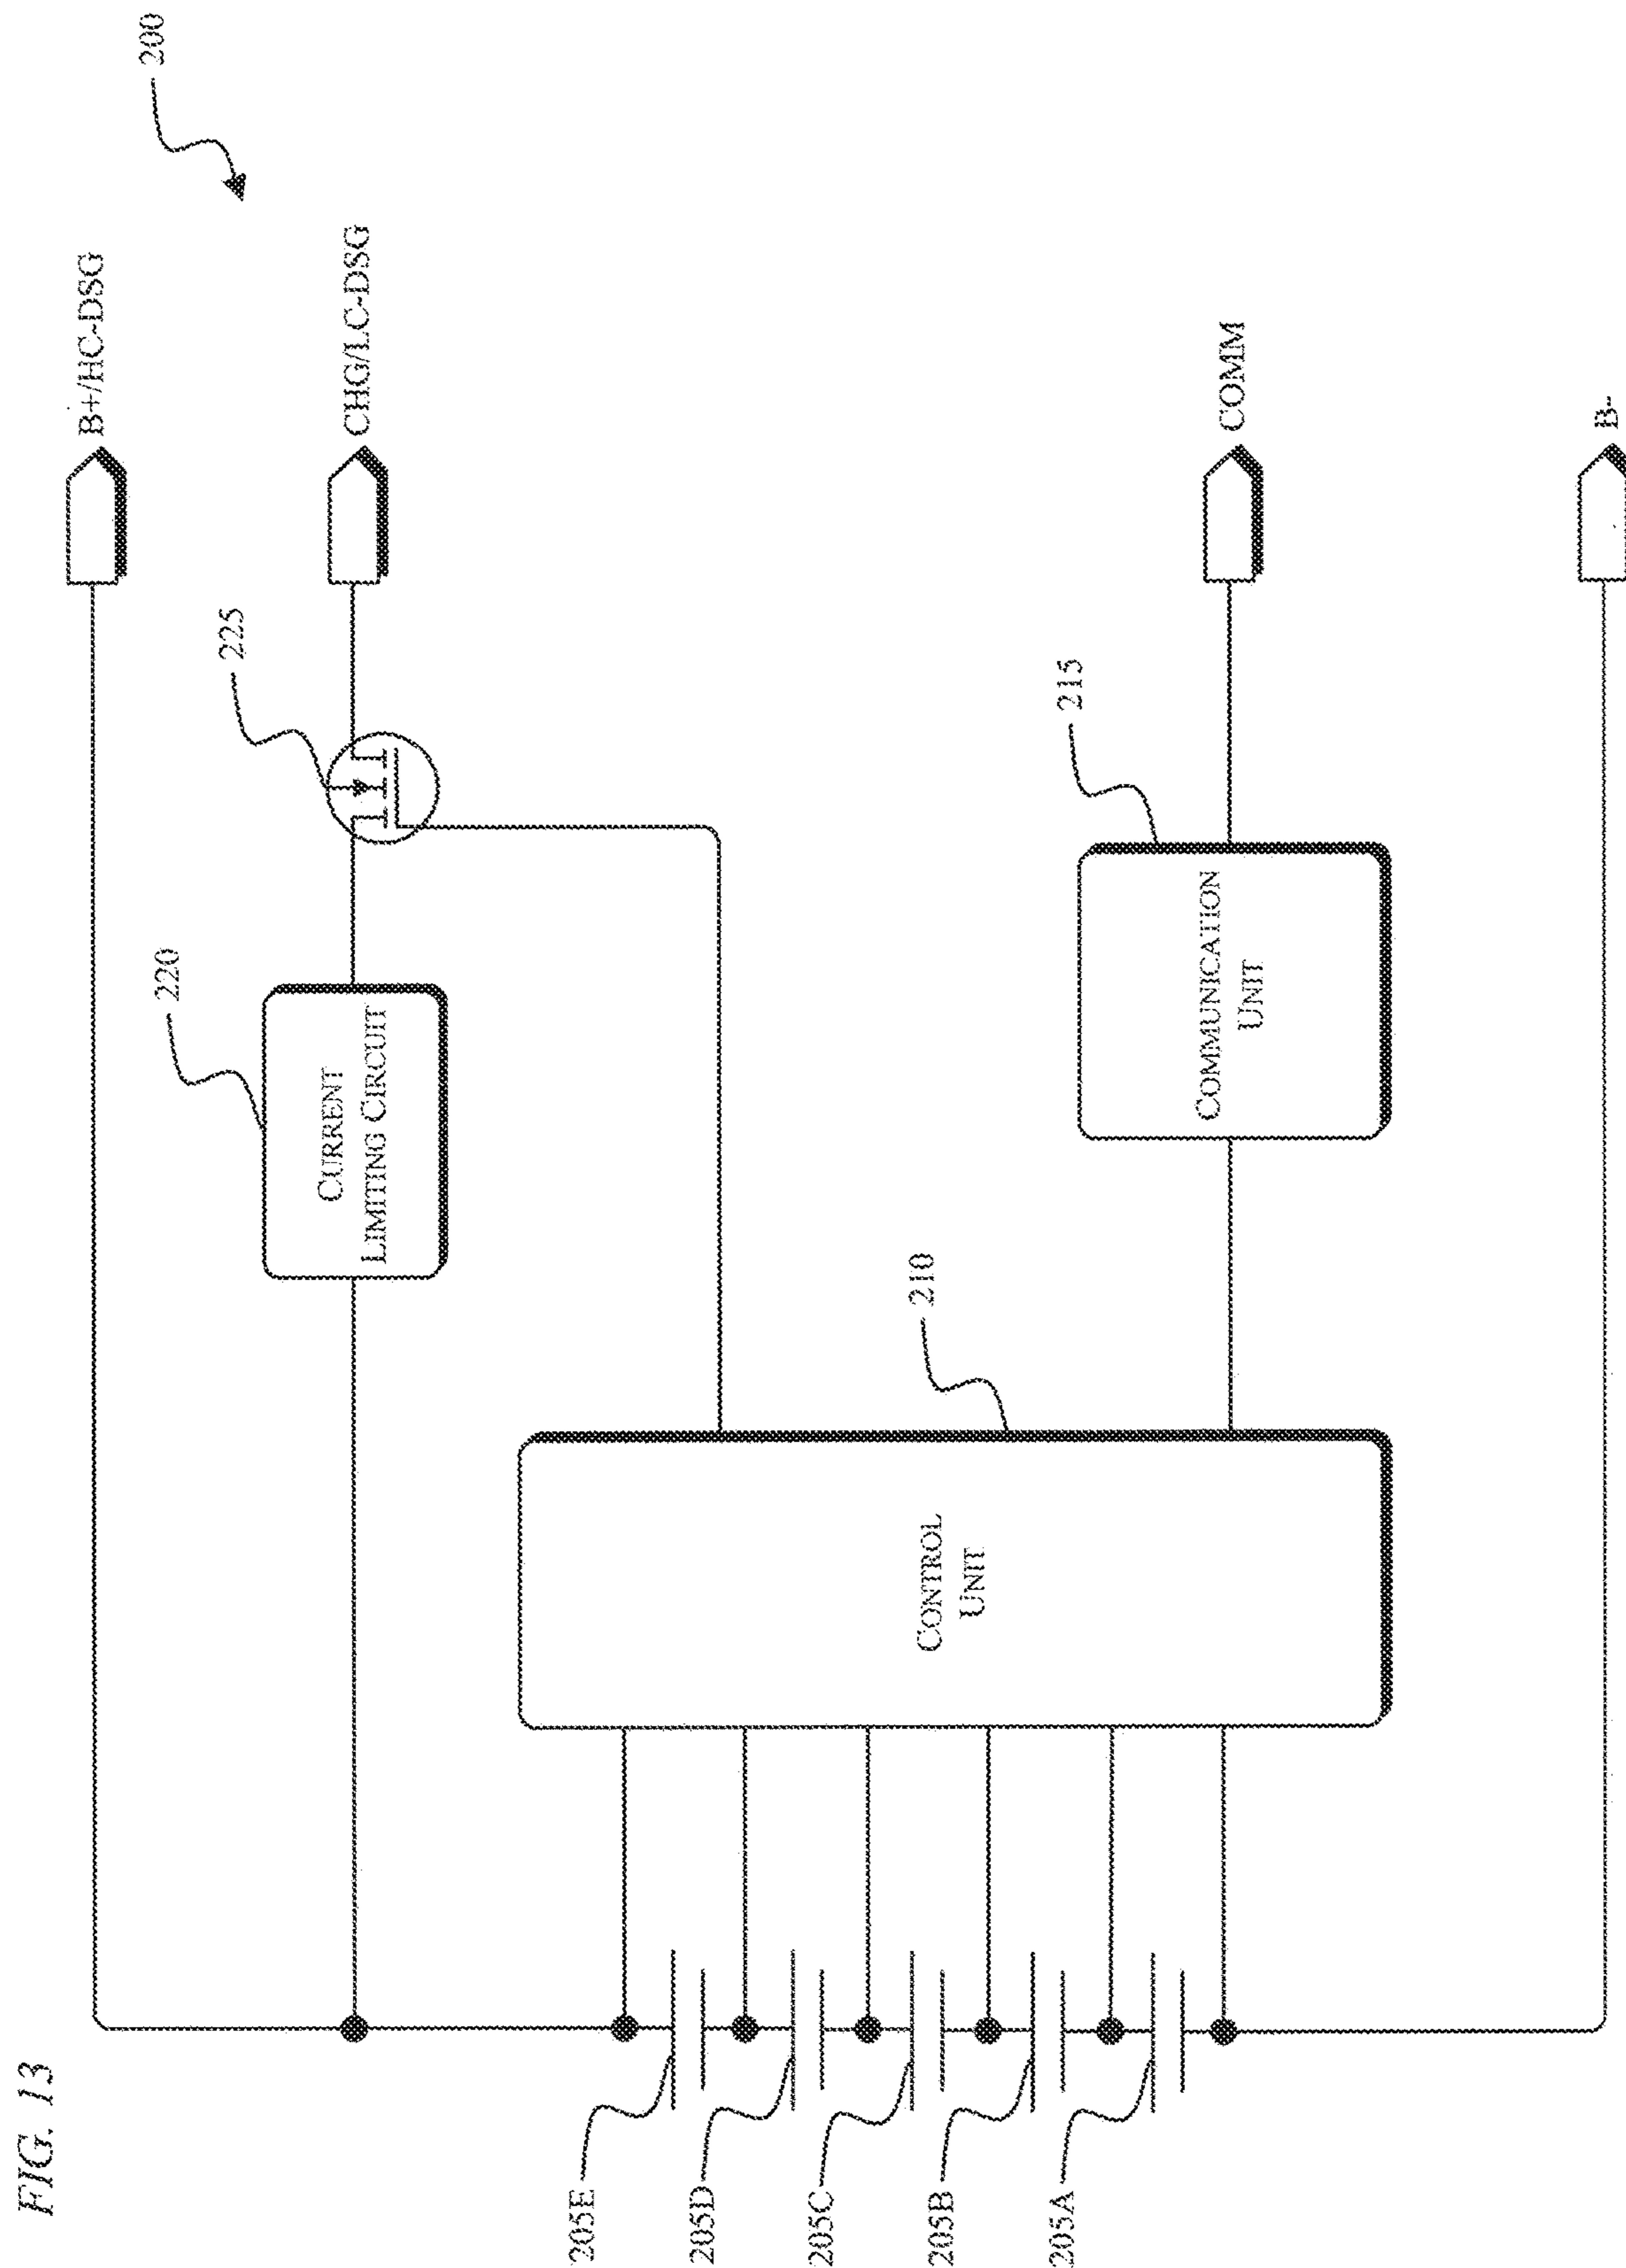 FIG. 13
200
B+/HC-DSG
CHG/LC-DSG
225
220
CURRENT
LIMITING CIRCUIT
COMM
215
COMMUNICATION
UNIT
210
CONTROL
UNIT
205E
205D
205C
205B
205A
B-